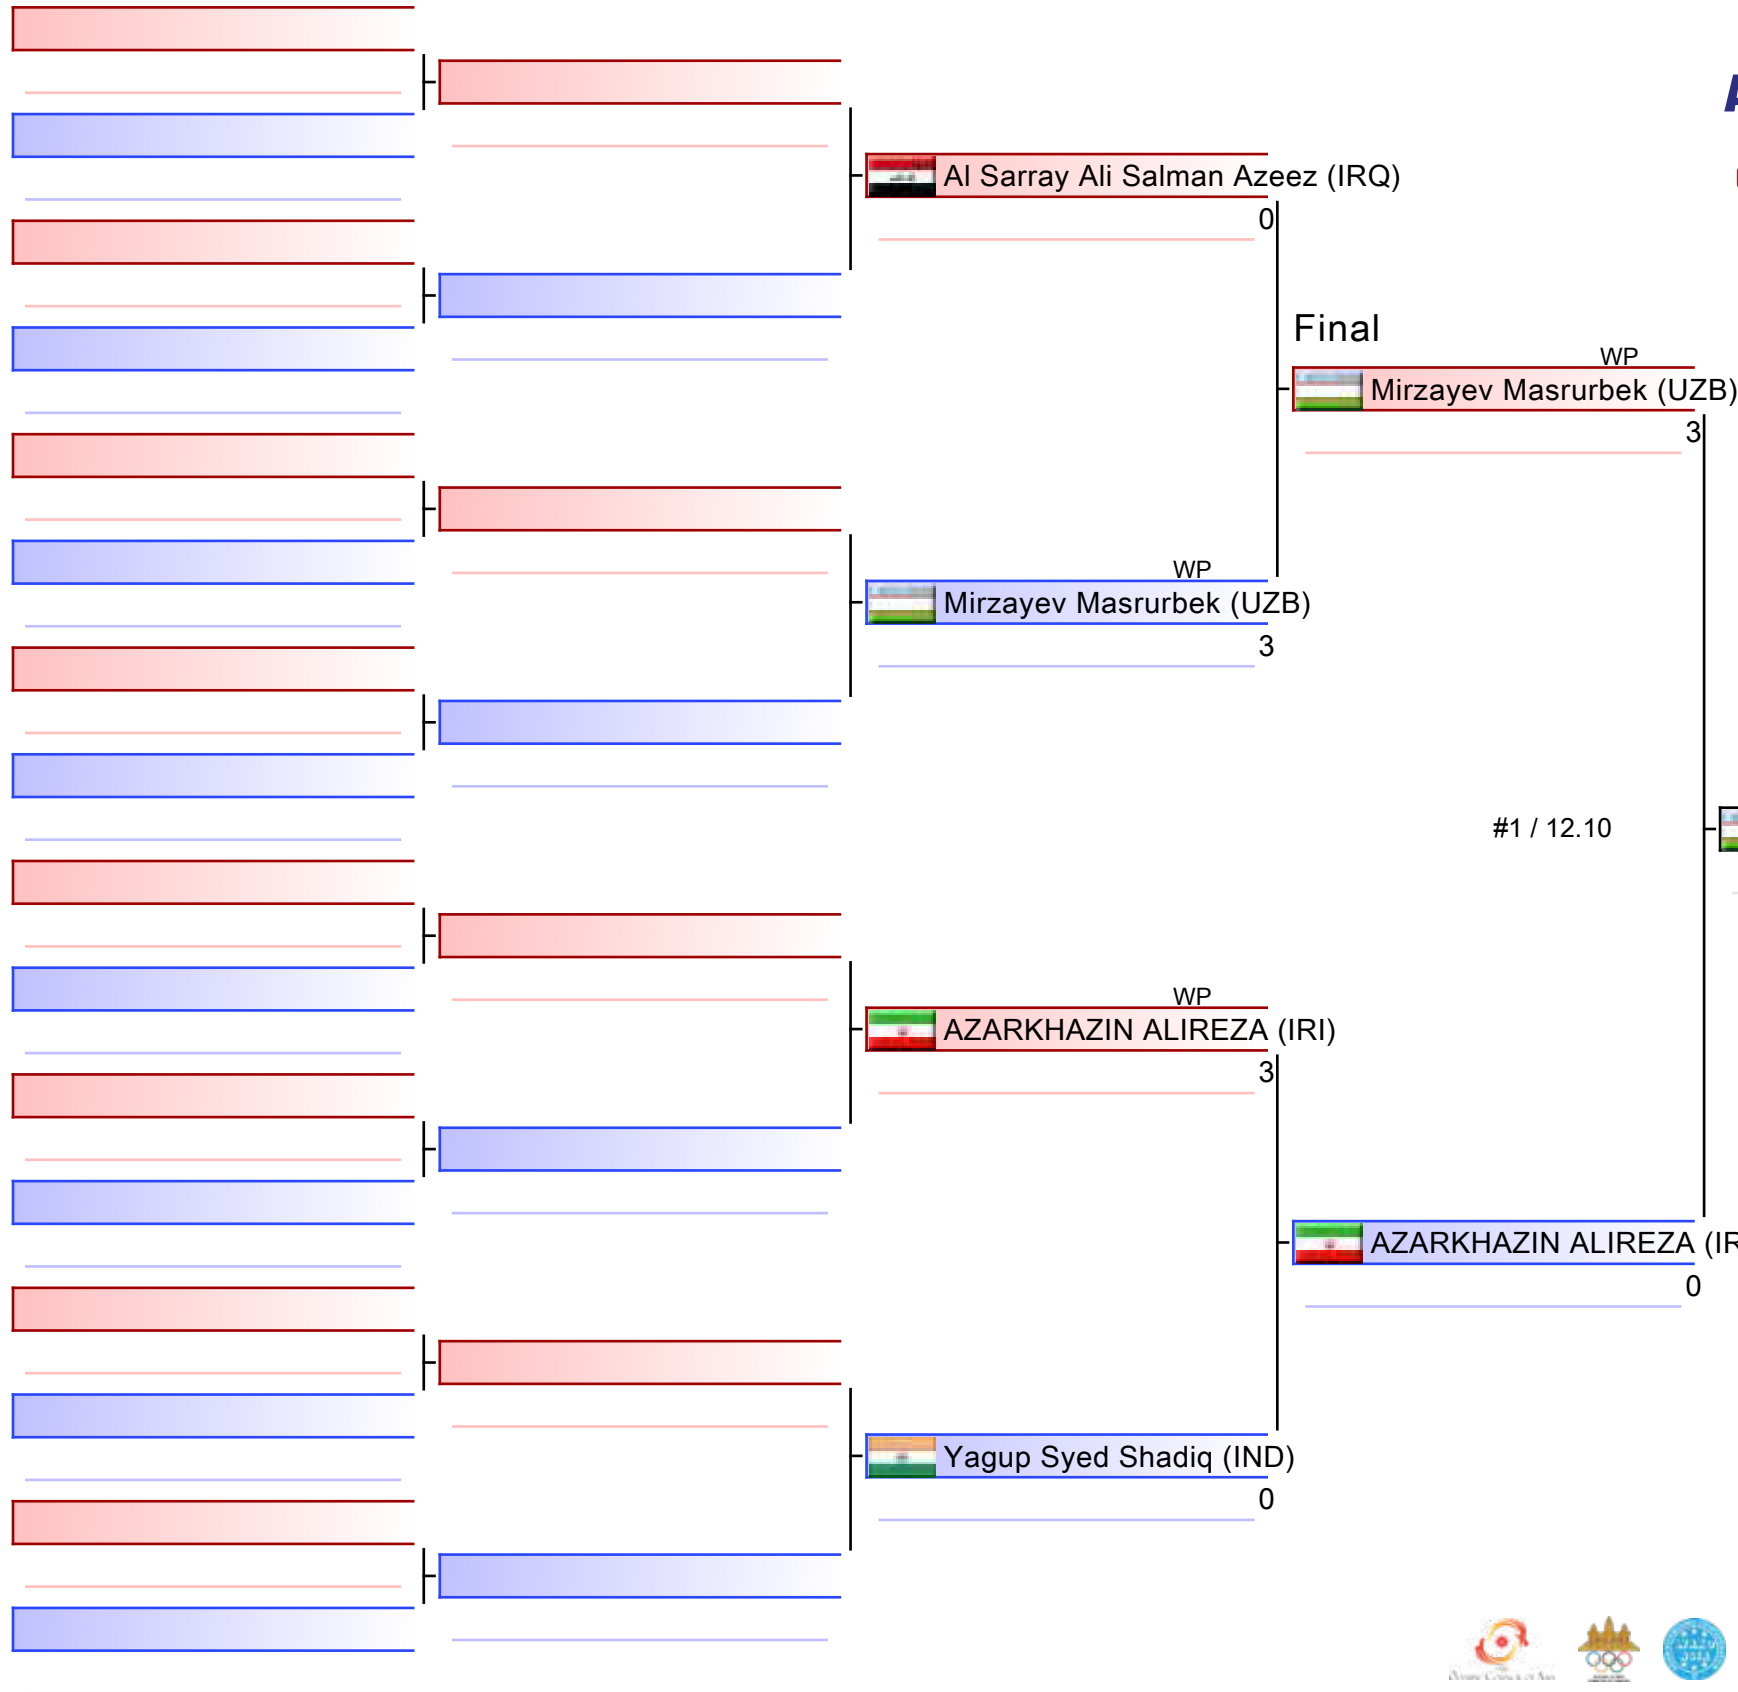 Al Sarray Ali Salman Azeez (IRQ)
0
Final
WP
Mirzayev Masrurbek (UZB)
3
WP
Mirzayev Masrurbek (UZB)
3
#1 / 12.10
WP
AZARKHAZIN ALIREZA (IRI)
3
AZARKHAZIN ALIREZA (IR
0
Yagup Syed Shadiq (IND)
0